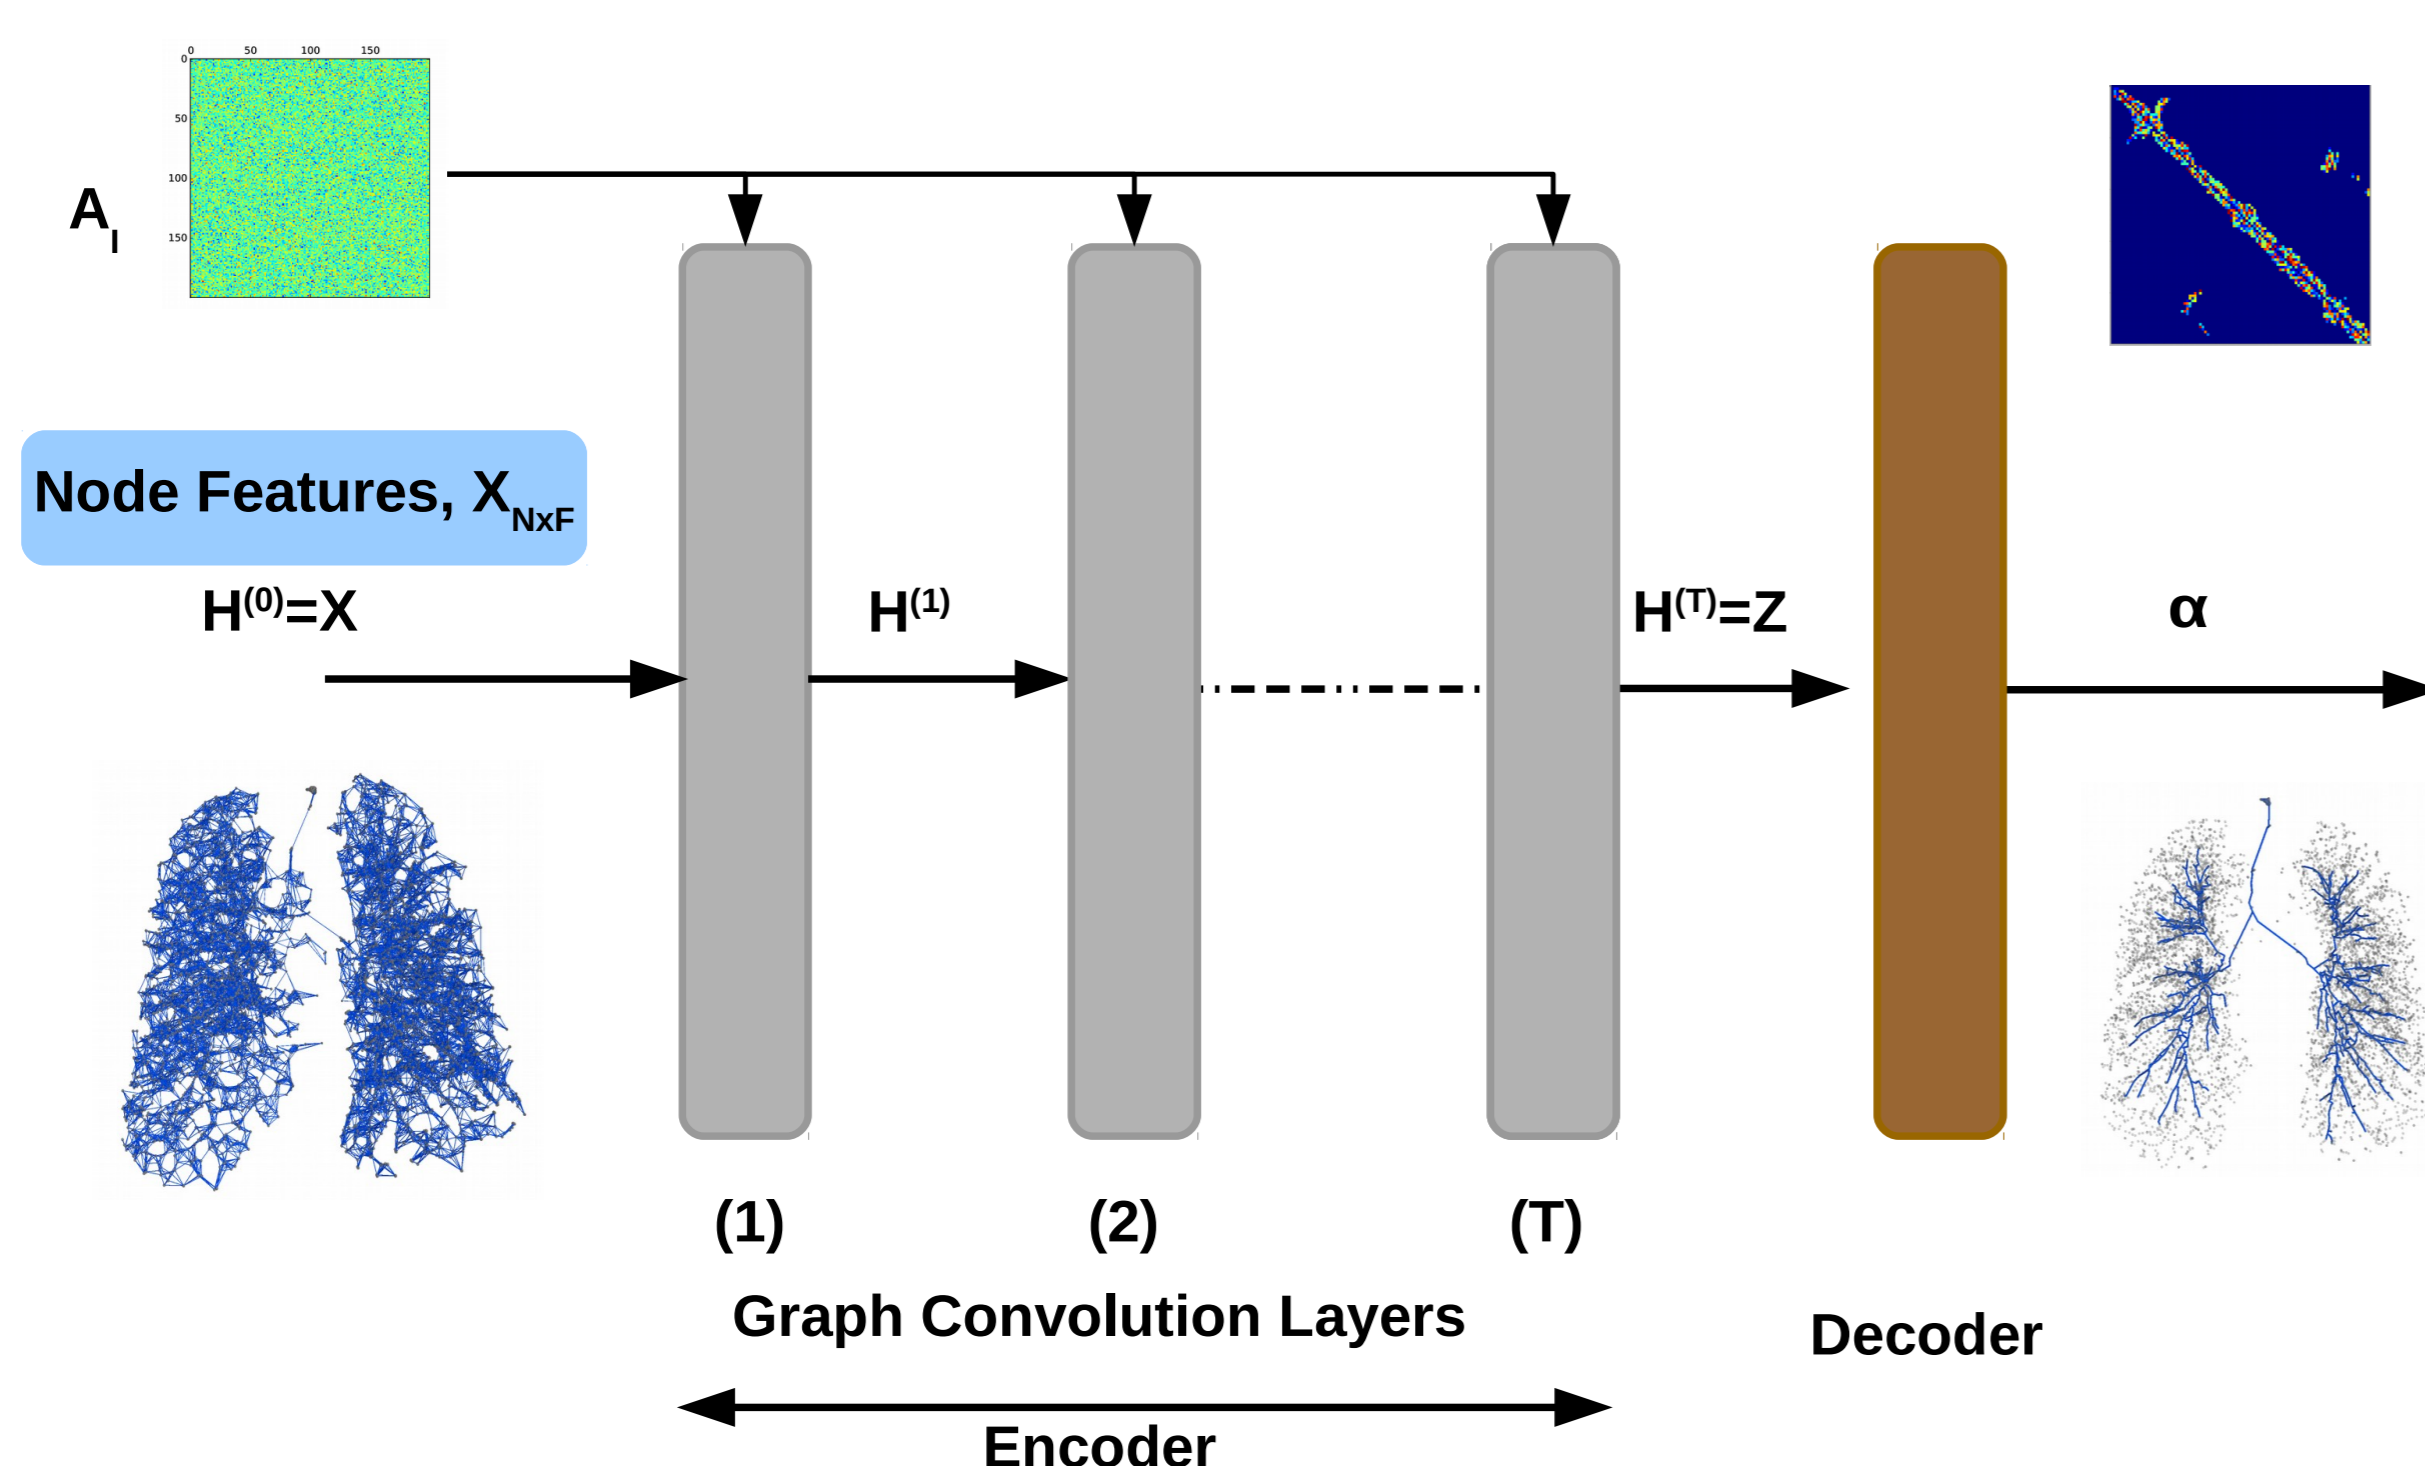 0 50 100 150
0
50
100
150
A_I
Node Features, X_NxF
H^(0)=X
H^(1)
H^(T)=Z
α
(1) (2) (T)
Graph Convolution Layers
Decoder
Encoder